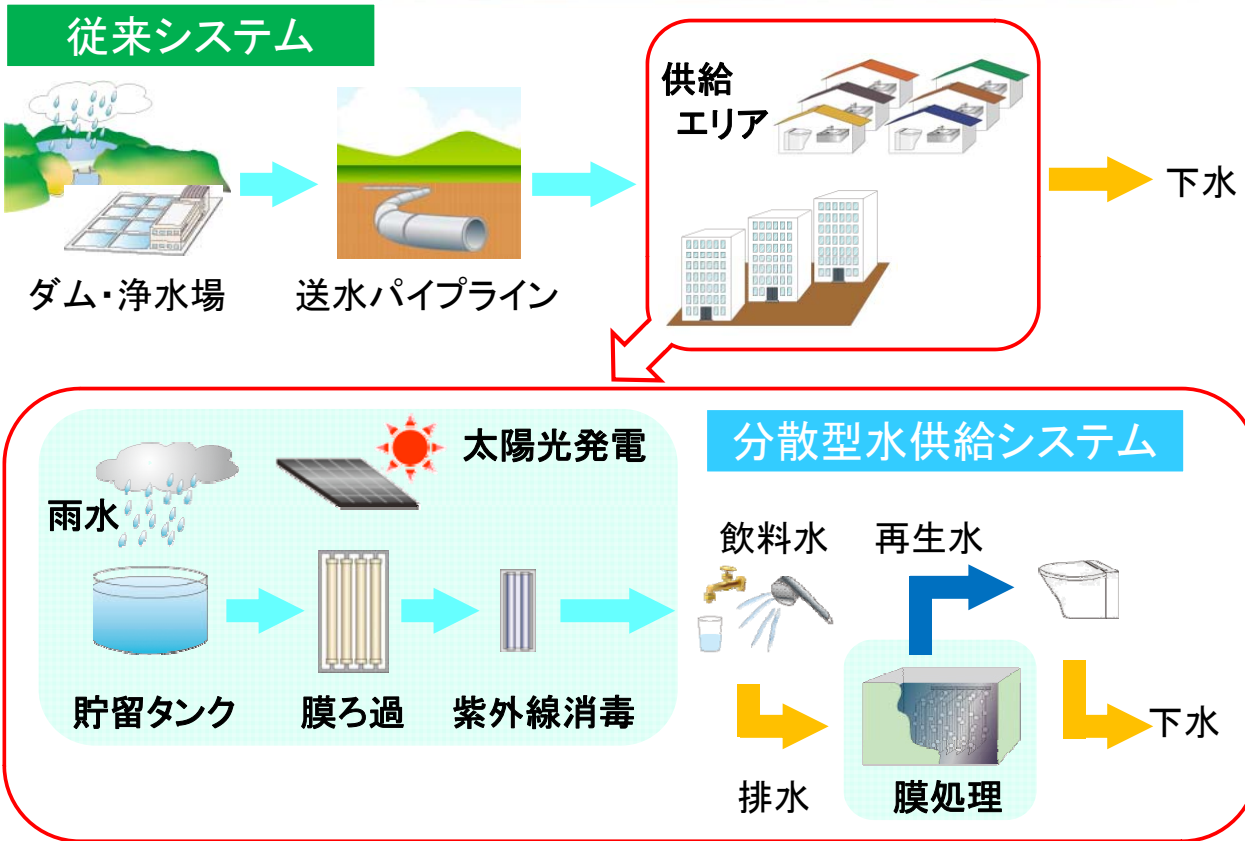 従来システム
供給
エリア
下水
ダム・浄水場
送水パイプライン
太陽光発電
分散型水供給システム
雨水
飲料水
再生水
貯留タンク
膜ろ過
紫外線消毒
下水
排水
膜処理